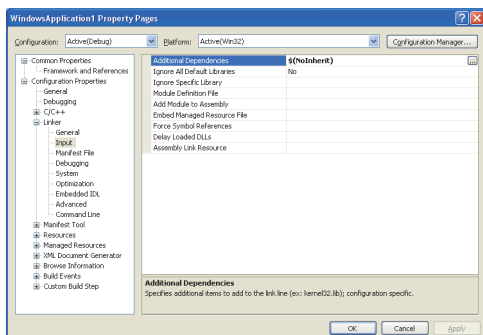 WindowsApplication1 Property Pages
Configuration: Active(Debug) Platform: Active(Win32) Configuration Manager...
Common Properties
Framework and References
Configuration Properties
General
Debugging
C/C++
Linker
General
Input
Manifest File
Debugging
System
Optimization
Embedded IDL
Advanced
Command Line
Manifest Tool
Resources
Managed Resources
XML Document Generator
Browse Information
Build Events
Custom Build Step
Additional Dependencies $(NoInherit) ...
Ignore All Default Libraries No
Ignore Specific Library
Module Definition File
Add Module to Assembly
Embed Managed Resource File
Force Symbol References
Delay Loaded DLLs
Assembly Link Resource
Additional Dependencies
Specifies additional items to add to the link line (ex: kernel32.lib); configuration specific.
OK Cancel Apply